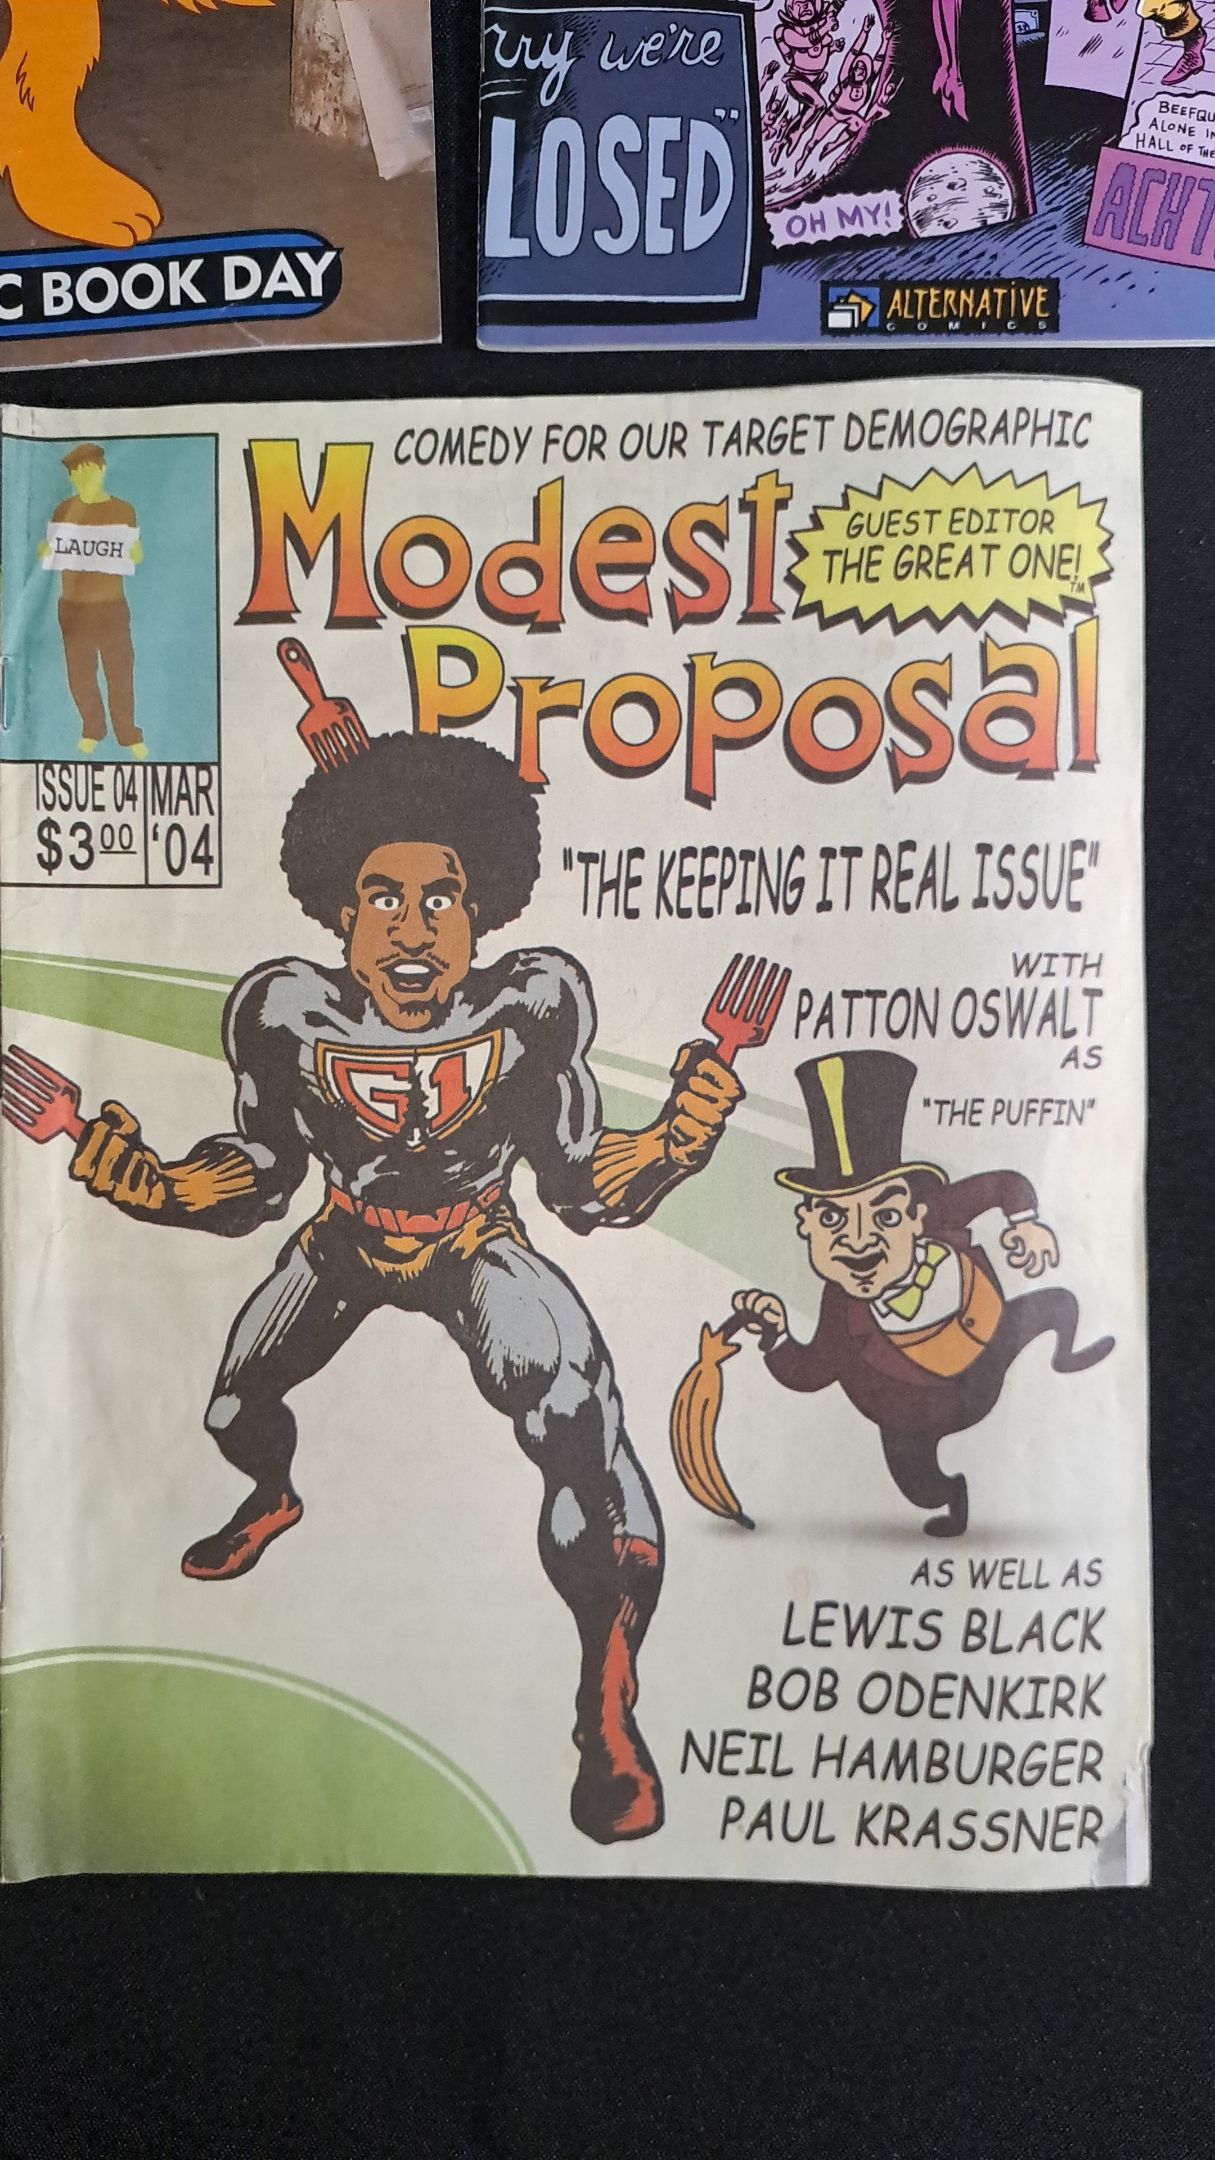 C BOOK DAY
rry we're
LOSED"
OH MY!
BEEFQU
ALONE IN
HALL OF THE
ACHT
ALTERNATIVE
COMICS
COMEDY FOR OUR TARGET DEMOGRAPHIC
LAUGH
Modest
Proposal
GUEST EDITOR
THE GREAT ONE!
TM
ISSUE 04 MAR
$3.00 '04
"THE KEEPING IT REAL ISSUE"
WITH
PATTON OSWALT
AS
"THE PUFFIN"
G1
AS WELL AS
LEWIS BLACK
BOB ODENKIRK
NEIL HAMBURGER
PAUL KRASSNER